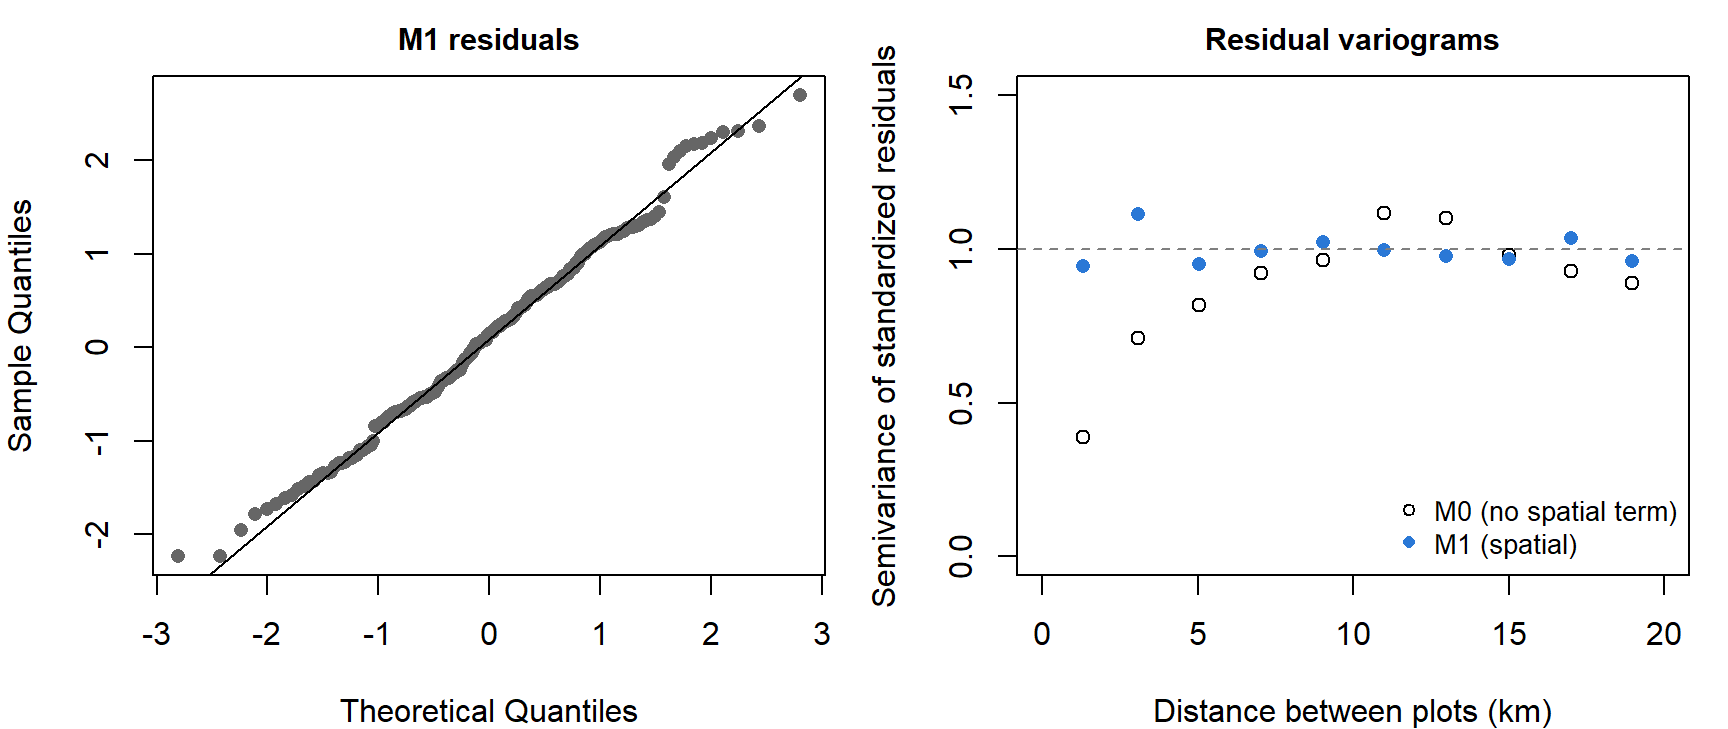 M1 residuals
Sample Quantiles
2
1
0
-1
-2
-3 -2 -1 0 1 2 3
Theoretical Quantiles
Residual variograms
Semivariance of standardized residuals
1.5
1.0
0.5
0.0
M0 (no spatial term)
M1 (spatial)
0 5 10 15 20
Distance between plots (km)